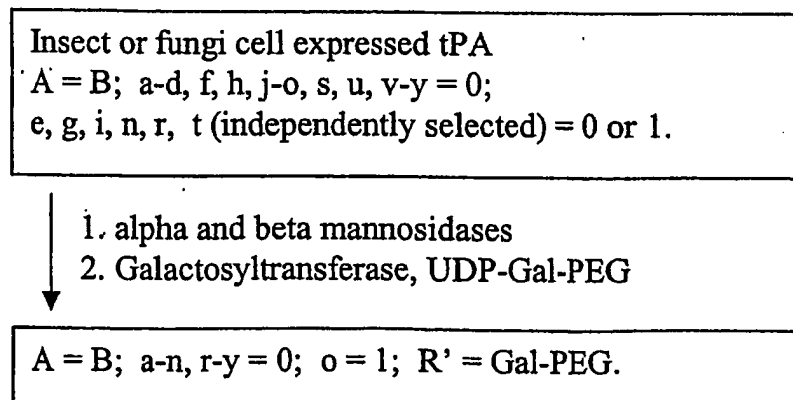 Insect or fungi cell expressed tPA
A = B; a-d, f, h, j-o, s, u, v-y = 0;
e, g, i, n, r, t (independently selected) = 0 or 1.
1. alpha and beta mannosidases
2. Galactosyltransferase, UDP-Gal-PEG
A = B; a-n, r-y = 0; o = 1; R' = Gal-PEG.